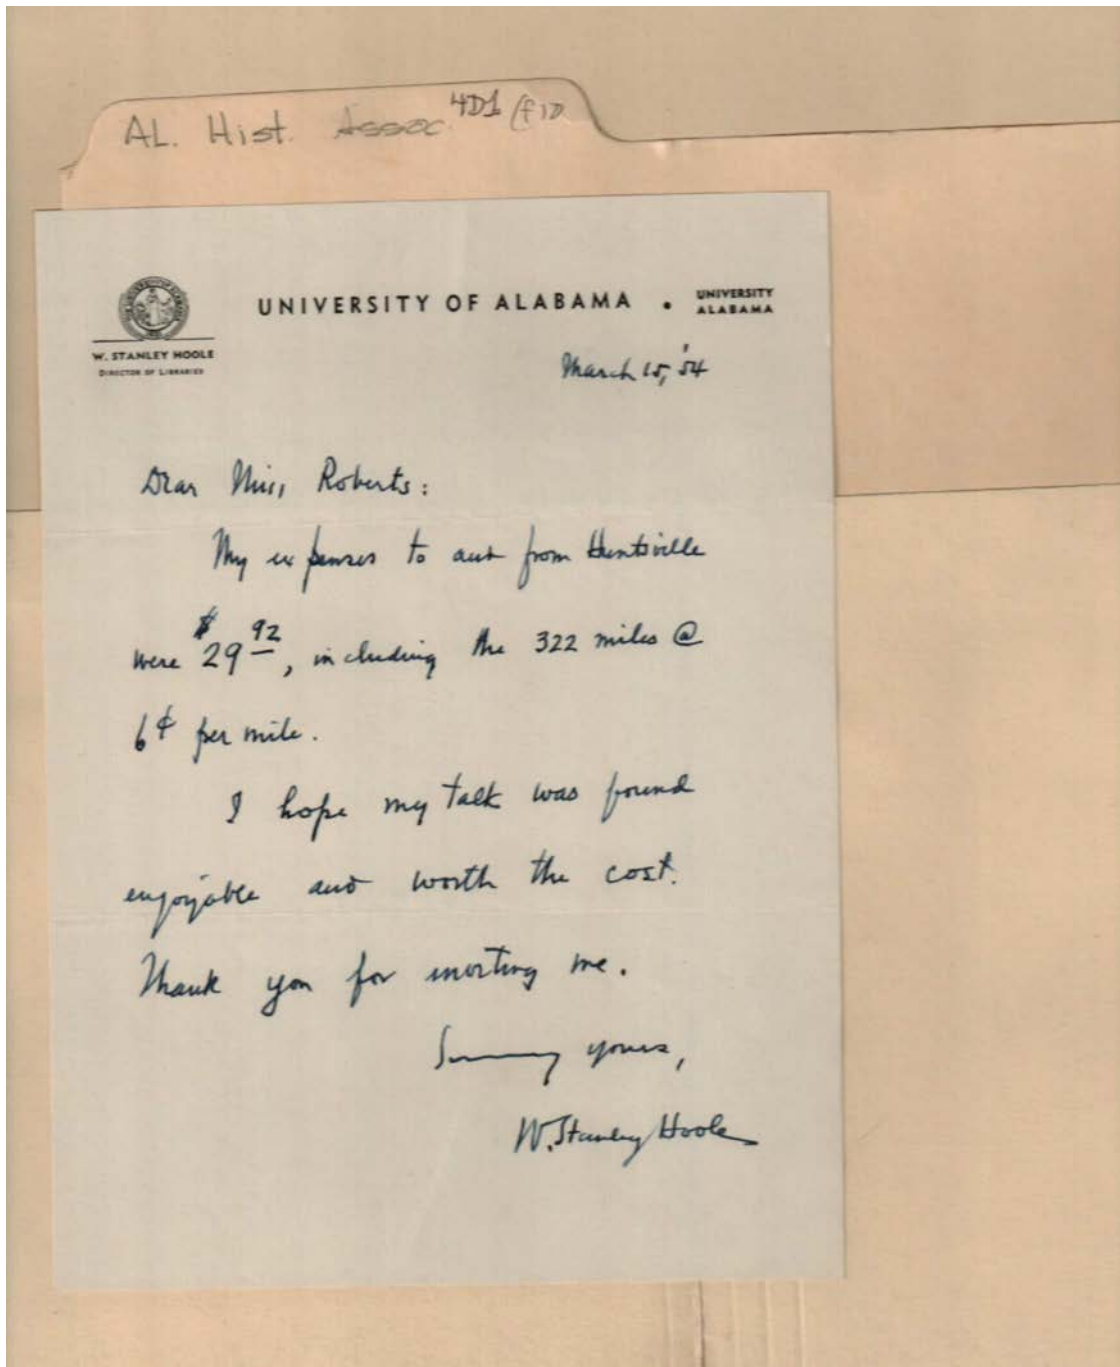 AL. Hist. Assoc. 4D1 (f10
UNIVERSITY OF ALABAMA • UNIVERSITY
ALABAMA
W. STANLEY HOOLE
DIRECTOR OF LIBRARIES
March 15, '54
Dear Miss Roberts:
My expenses to and from Huntsville
were $29 92, including the 322 miles @
6¢ per mile.
I hope my talk was found
enjoyable and worth the cost.
Thank you for inviting me.
yours,
W. Stanley Hoole